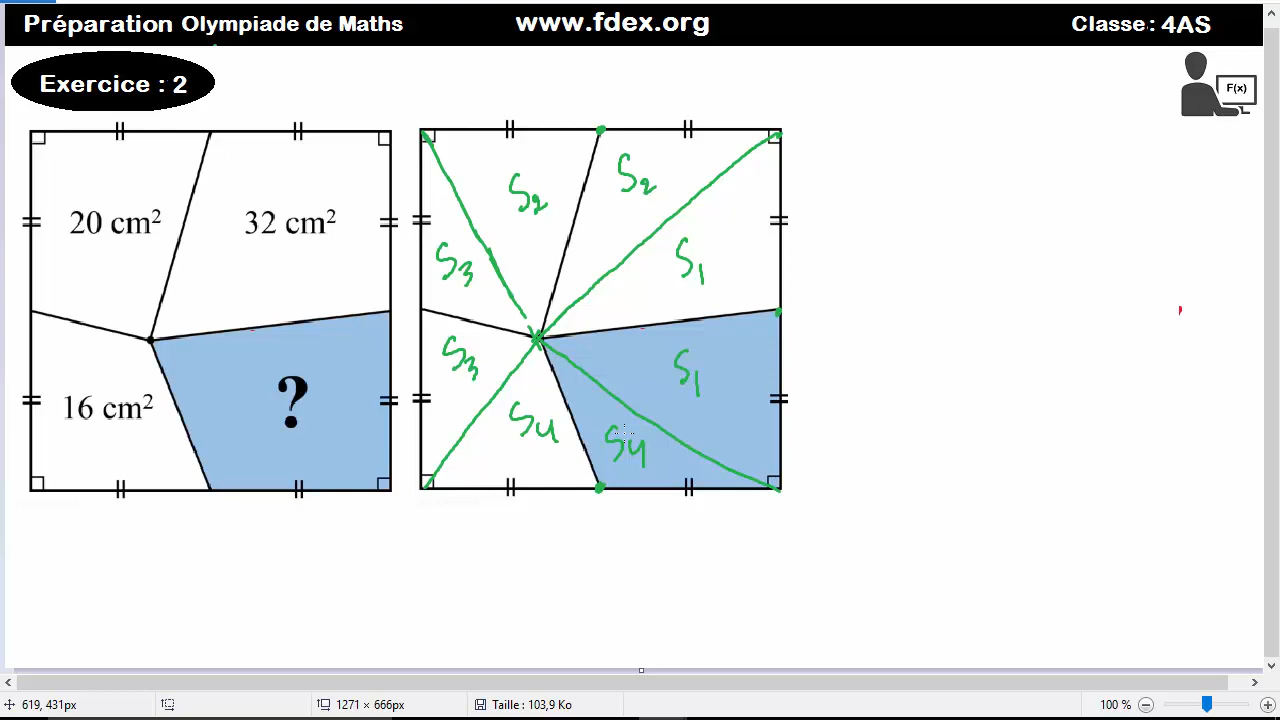 Préparation Olympiade de Maths www.fdex.org Classe: 4AS
Exercice : 2
F(x)
20 cm² 32 cm²
16 cm² ?
S₂ S₂
S₃ S₁
S₃ S₁
S₄ S₄
619, 431px 1271 × 666px Taille : 103,9 Ko 100 %